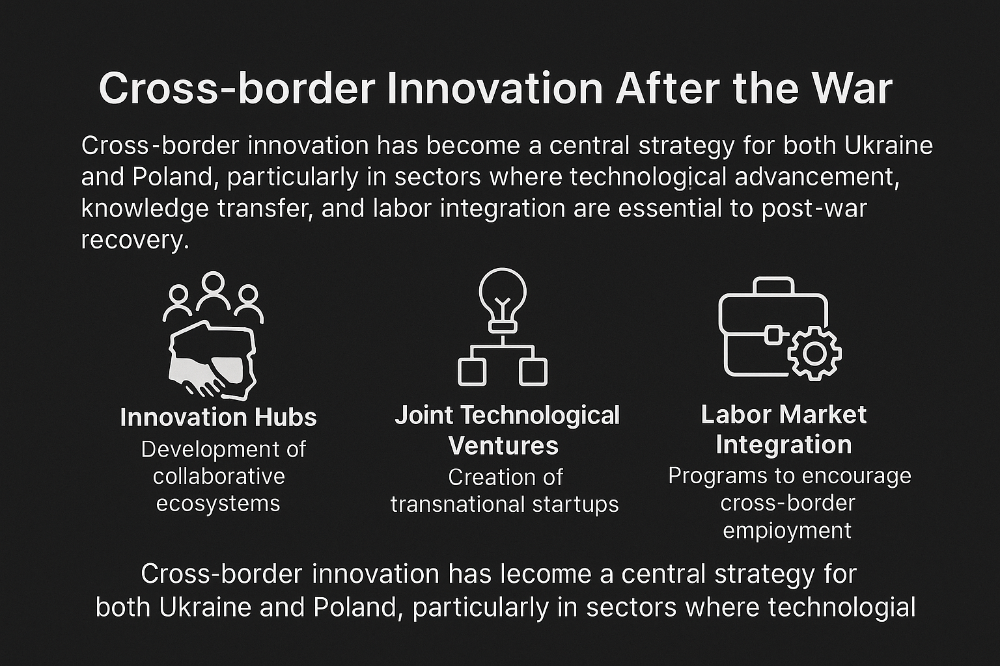 Cross-border Innovation After the War
Cross-border innovation has become a central strategy for both Ukraine
and Poland, particularly in sectors where technological advancement,
knowledge transfer, and labor integration are essential to post-war
recovery.
Innovation Hubs
Development of
collaborative
ecosystems
Joint Technological
Ventures
Creation of
transnational startups
Labor Market
Integration
Programs to encourage
cross-border
empioyment
Cross-border innovation has lecome a central strategy for
both Ukraine and Poland, particularly in sectors where technologial